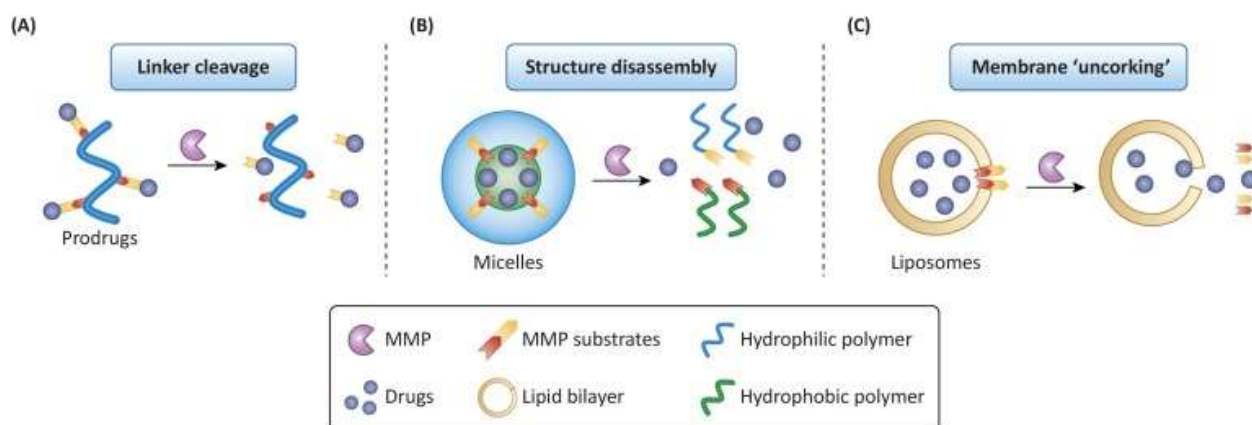 (A)
Linker cleavage
Prodrugs
(B)
Structure disassembly
Micelles
(C)
Membrane ‘uncorking’
Liposomes
MMP
MMP substrates
Hydrophilic polymer
Drugs
Lipid bilayer
Hydrophobic polymer